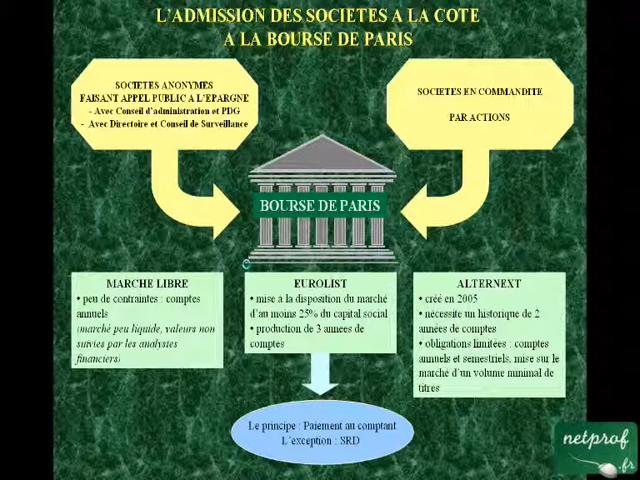 L'ADMISSION DES SOCIETES A LA COTE
A LA BOURSE DE PARIS
SOCIETES ANONYMES
FAISANT APPEL PUBLIC A L'EPARGNE
- Avec Conseil d'administration et PDG
- Avec Directoire et Conseil de Surveillance
SOCIETES EN COMMANDITE
PAR ACTIONS
BOURSE DE PARIS
MARCHE LIBRE
• peu de contraintes : comptes
annuels
(marché peu liquide, valeurs non
suivies par les analystes
financiers)
EUROLIST
• mise a la disposition du marché
d'au moins 25% du capital social
• production de 3 années de
comptes
ALTERNEXT
• créé en 2005
• nécessite un historique de 2
années de comptes
• obligations limitées : comptes
annuels et semestriels, mise sur le
marché d'un volume minimal de
titres
Le principe : Paiement au comptant
L'exception : SRD
netprof
.fr